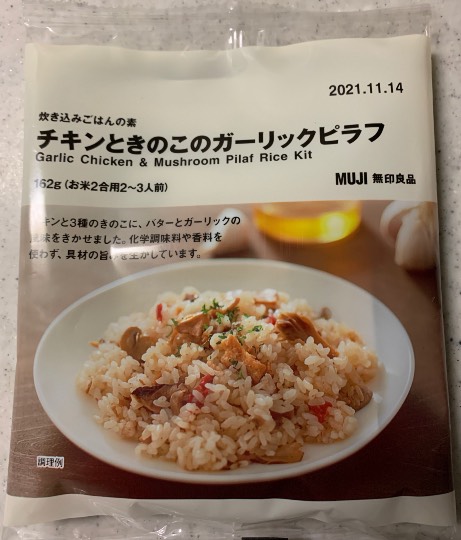 2021.11.14
炊き込みごはんの素
チキンときのこのガーリックピラフ
Garlic Chicken & Mushroom Pilaf Rice Kit
162g(お米2合用2~3人前)
MUJI 無印良品
キンと3種のきのこに、バターとガーリックの
味をきかせました。化学調味料や香料を
使わず、具材の旨みを生かしています。
調理例